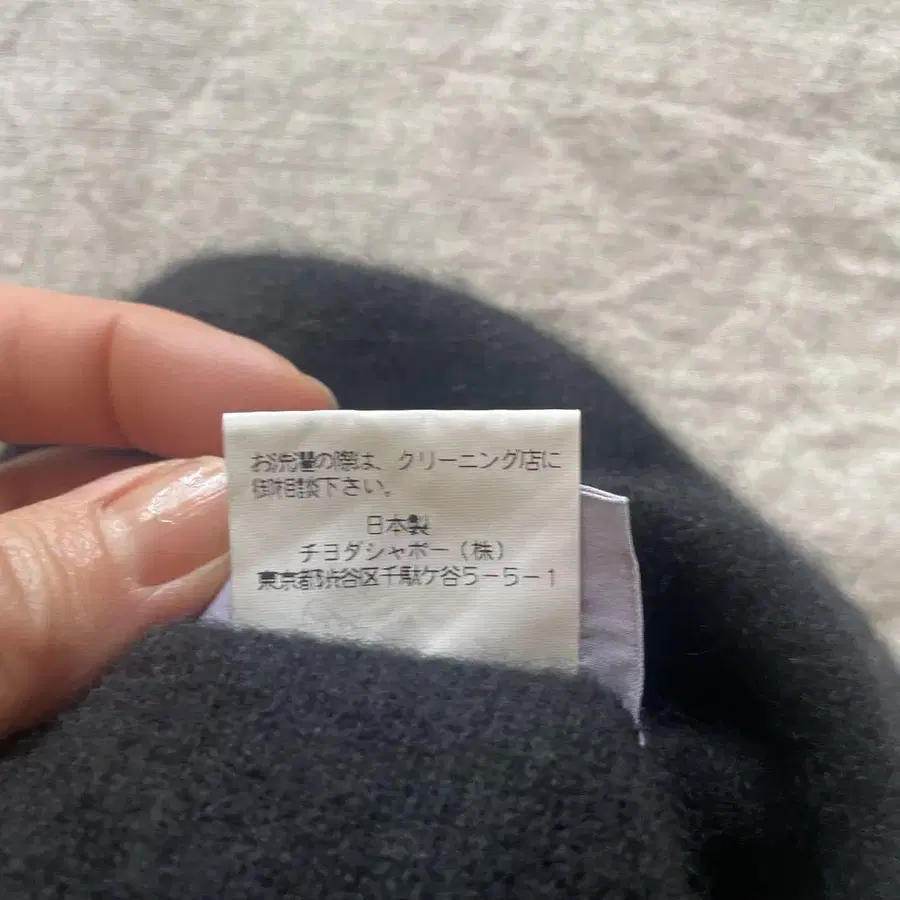 お洗濯の際は、クリーニング店に
御相談下さい。
日本製
チヨダシャポー（株）
東京都渋谷区千駄ケ谷5−5−1